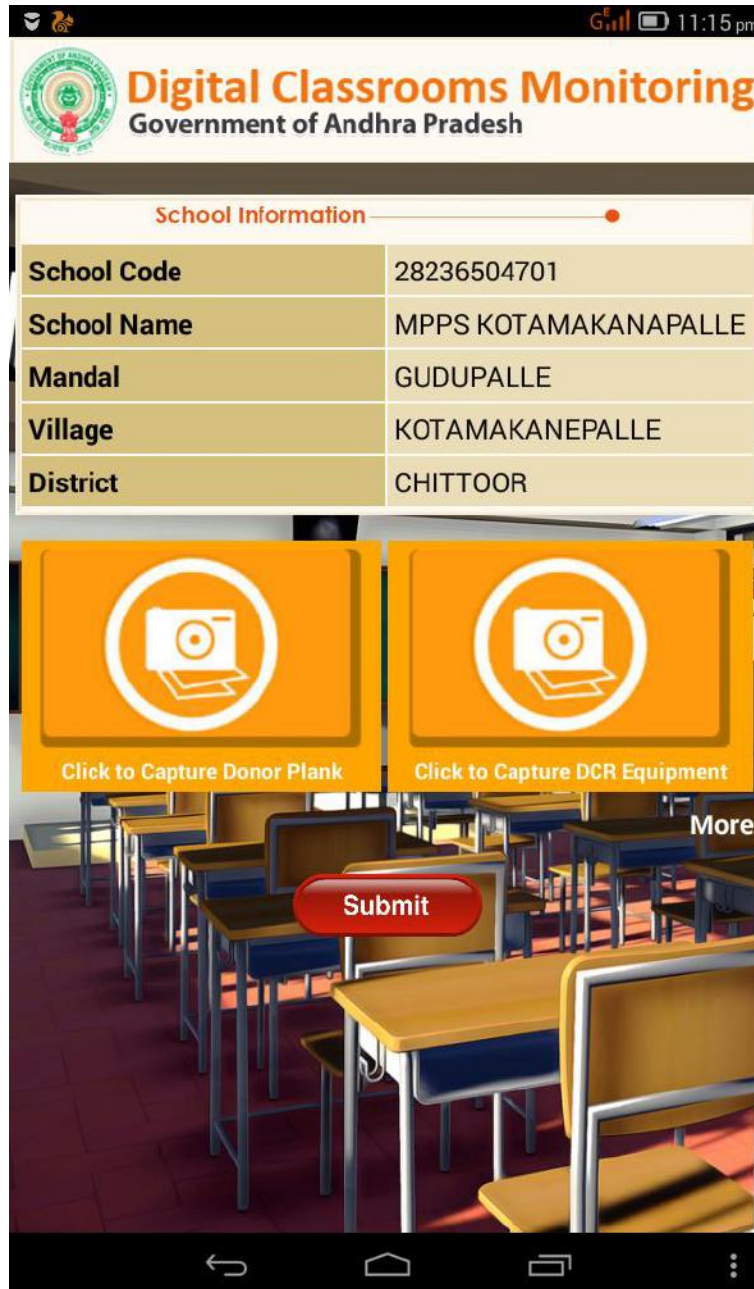 G E 11:15 pm
Digital Classrooms Monitoring
Government of Andhra Pradesh
School Information
School Code 28236504701
School Name MPPS KOTAMAKANAPALLE
Mandal GUDUPALLE
Village KOTAMAKANEPALLE
District CHITTOOR
Click to Capture Donor Plank Click to Capture DCR Equipment
More
Submit